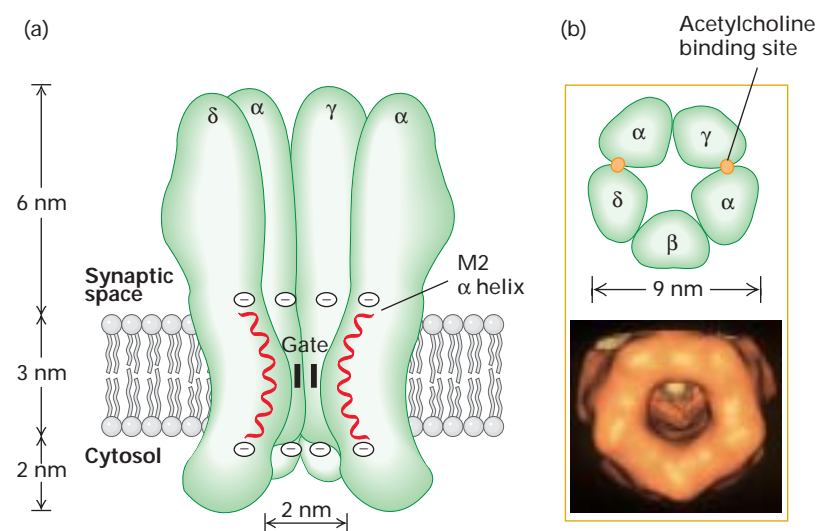 (a)
δ
α
γ
α
6 nm
Synaptic
space
−
−
−
−
M2
α helix
3 nm
Gate
Cytosol
−
−
−
−
2 nm
2 nm
(b)
Acetylcholine
binding site
α
γ
δ
α
β
9 nm